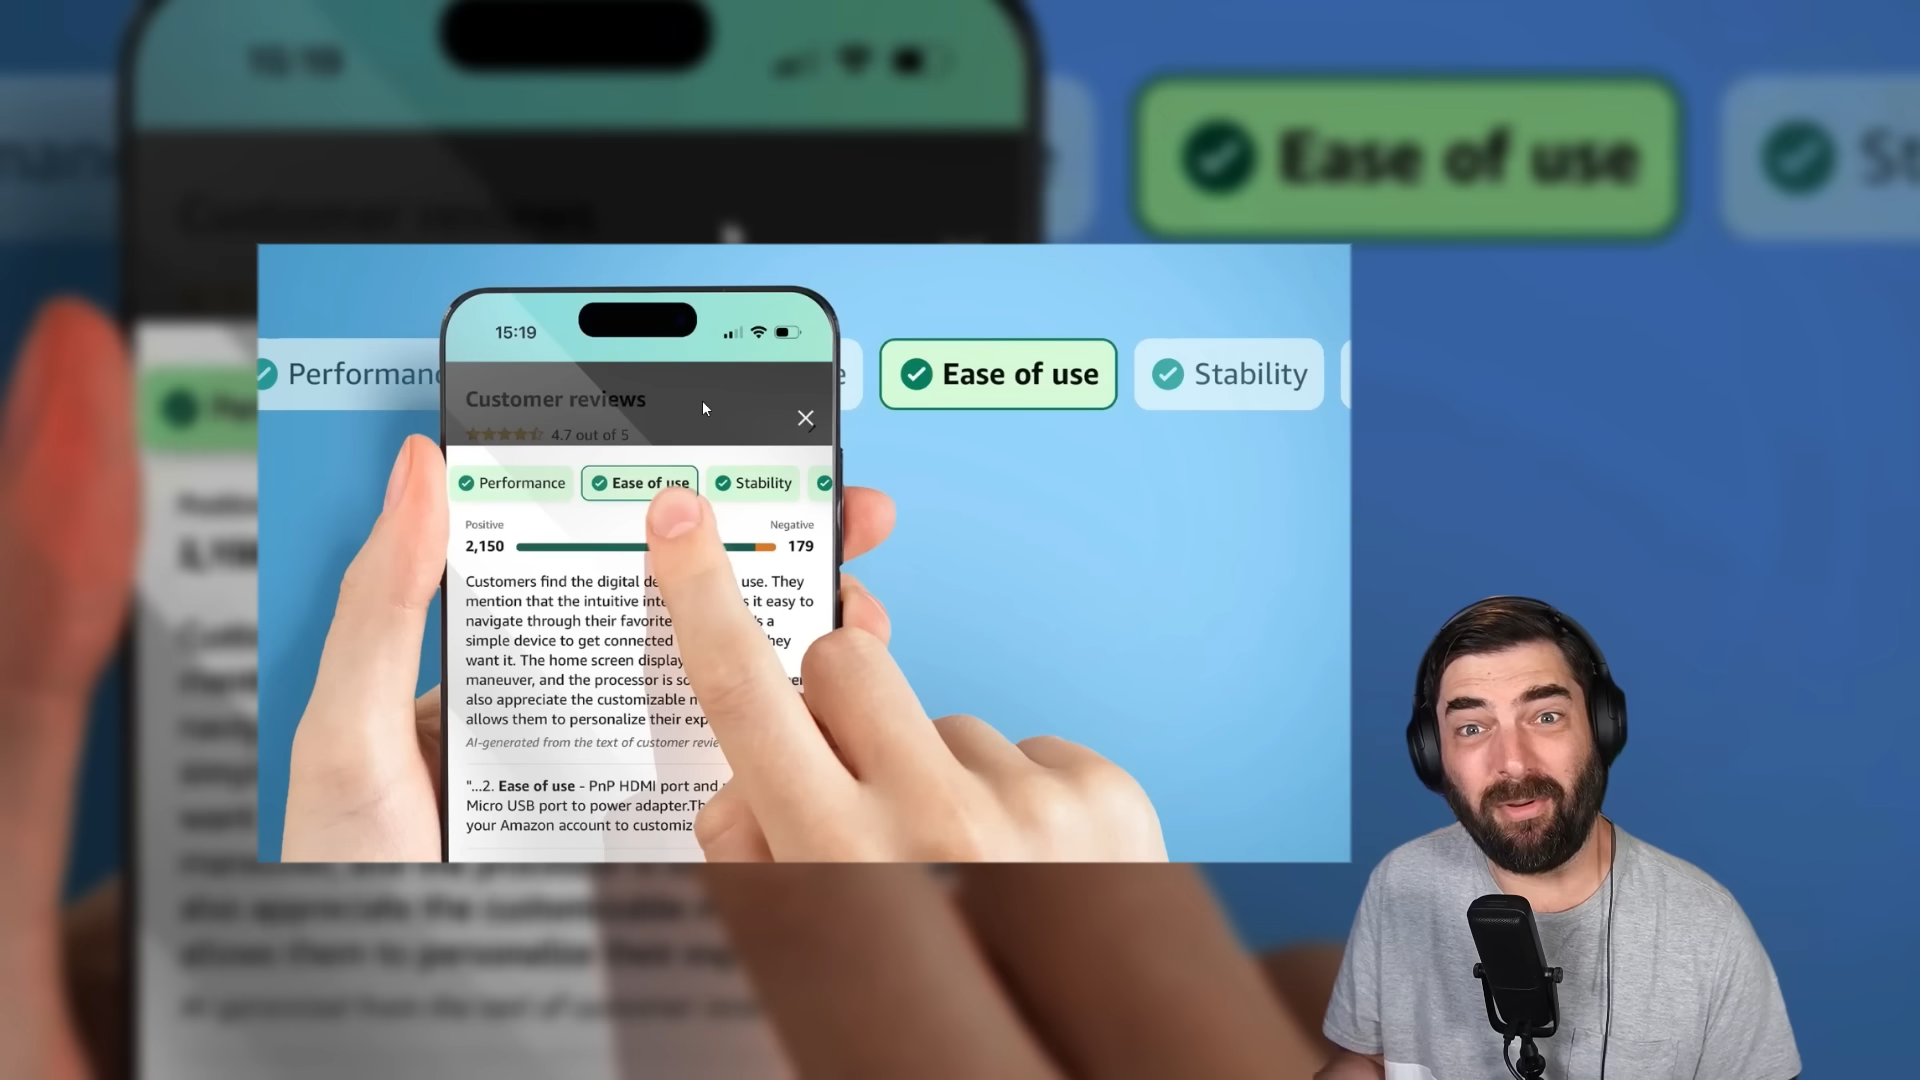 15:19
Ease of use
15:19
Performanc
Ease of use
Stability
Customer reviews
4.7 out of 5
Performance
Ease of use
Stability
Positive
Negative
2,150
179
Customers find the digital de use. They
mention that the intuitive inte s it easy to
navigate through their favorite 's a
simple device to get connected hey
want it. The home screen display
maneuver, and the processor is so er
also appreciate the customizable n
allows them to personalize their exp
AI-generated from the text of customer revie
"...2. Ease of use - PnP HDMI port and
Micro USB port to power adapter.Th
your Amazon account to customiz